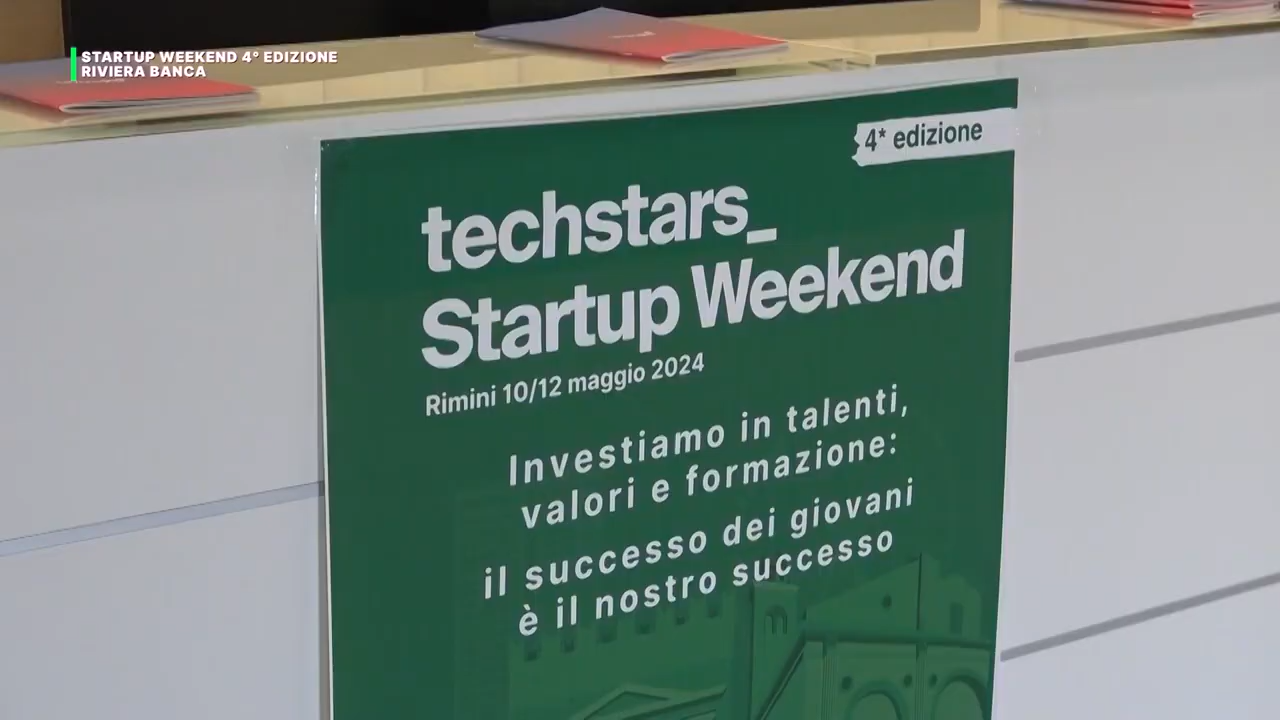 STARTUP WEEKEND 4° EDIZIONE
RIVIERA BANCA
4* edizione
techstars_
Startup Weekend
Rimini 10/12 maggio 2024
Investiamo in talenti,
valori e formazione:
il successo dei giovani
è il nostro successo